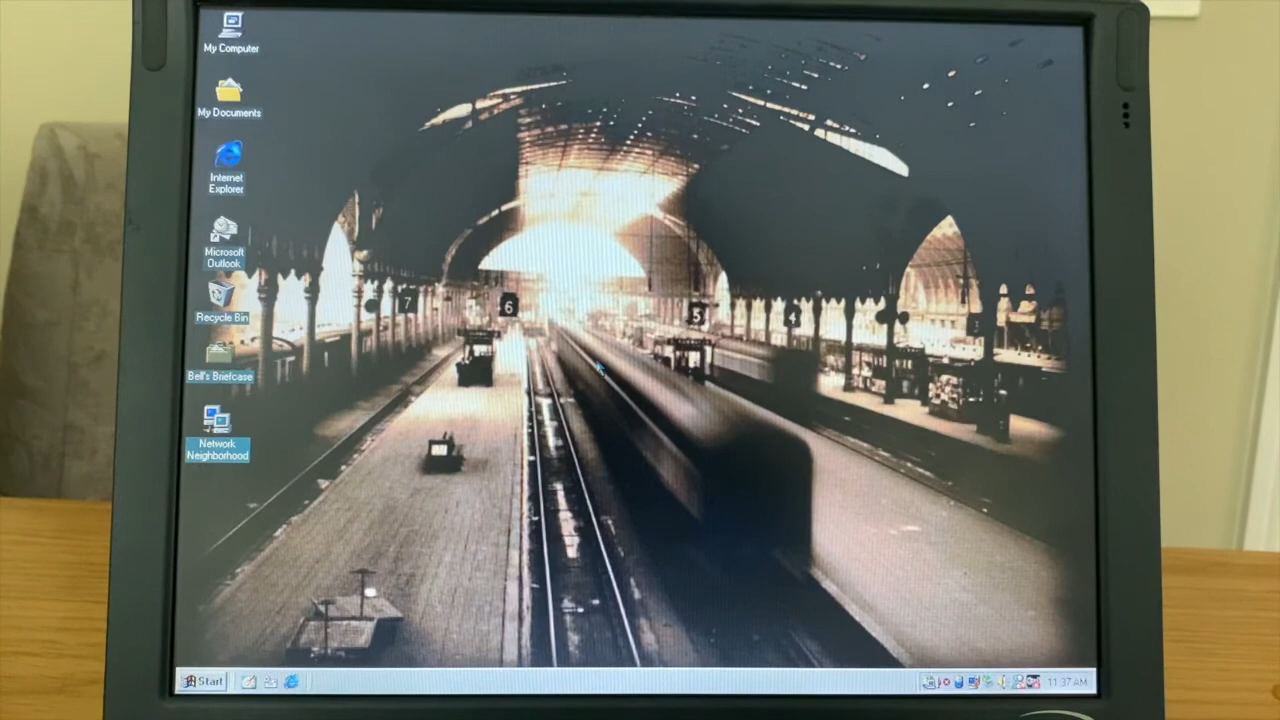 My Computer
My Documents
Internet
Explorer
Microsoft
Outlook
Recycle Bin
Bell's Briefcase
Network
Neighborhood
7
6
5
4
Start
11:37 AM